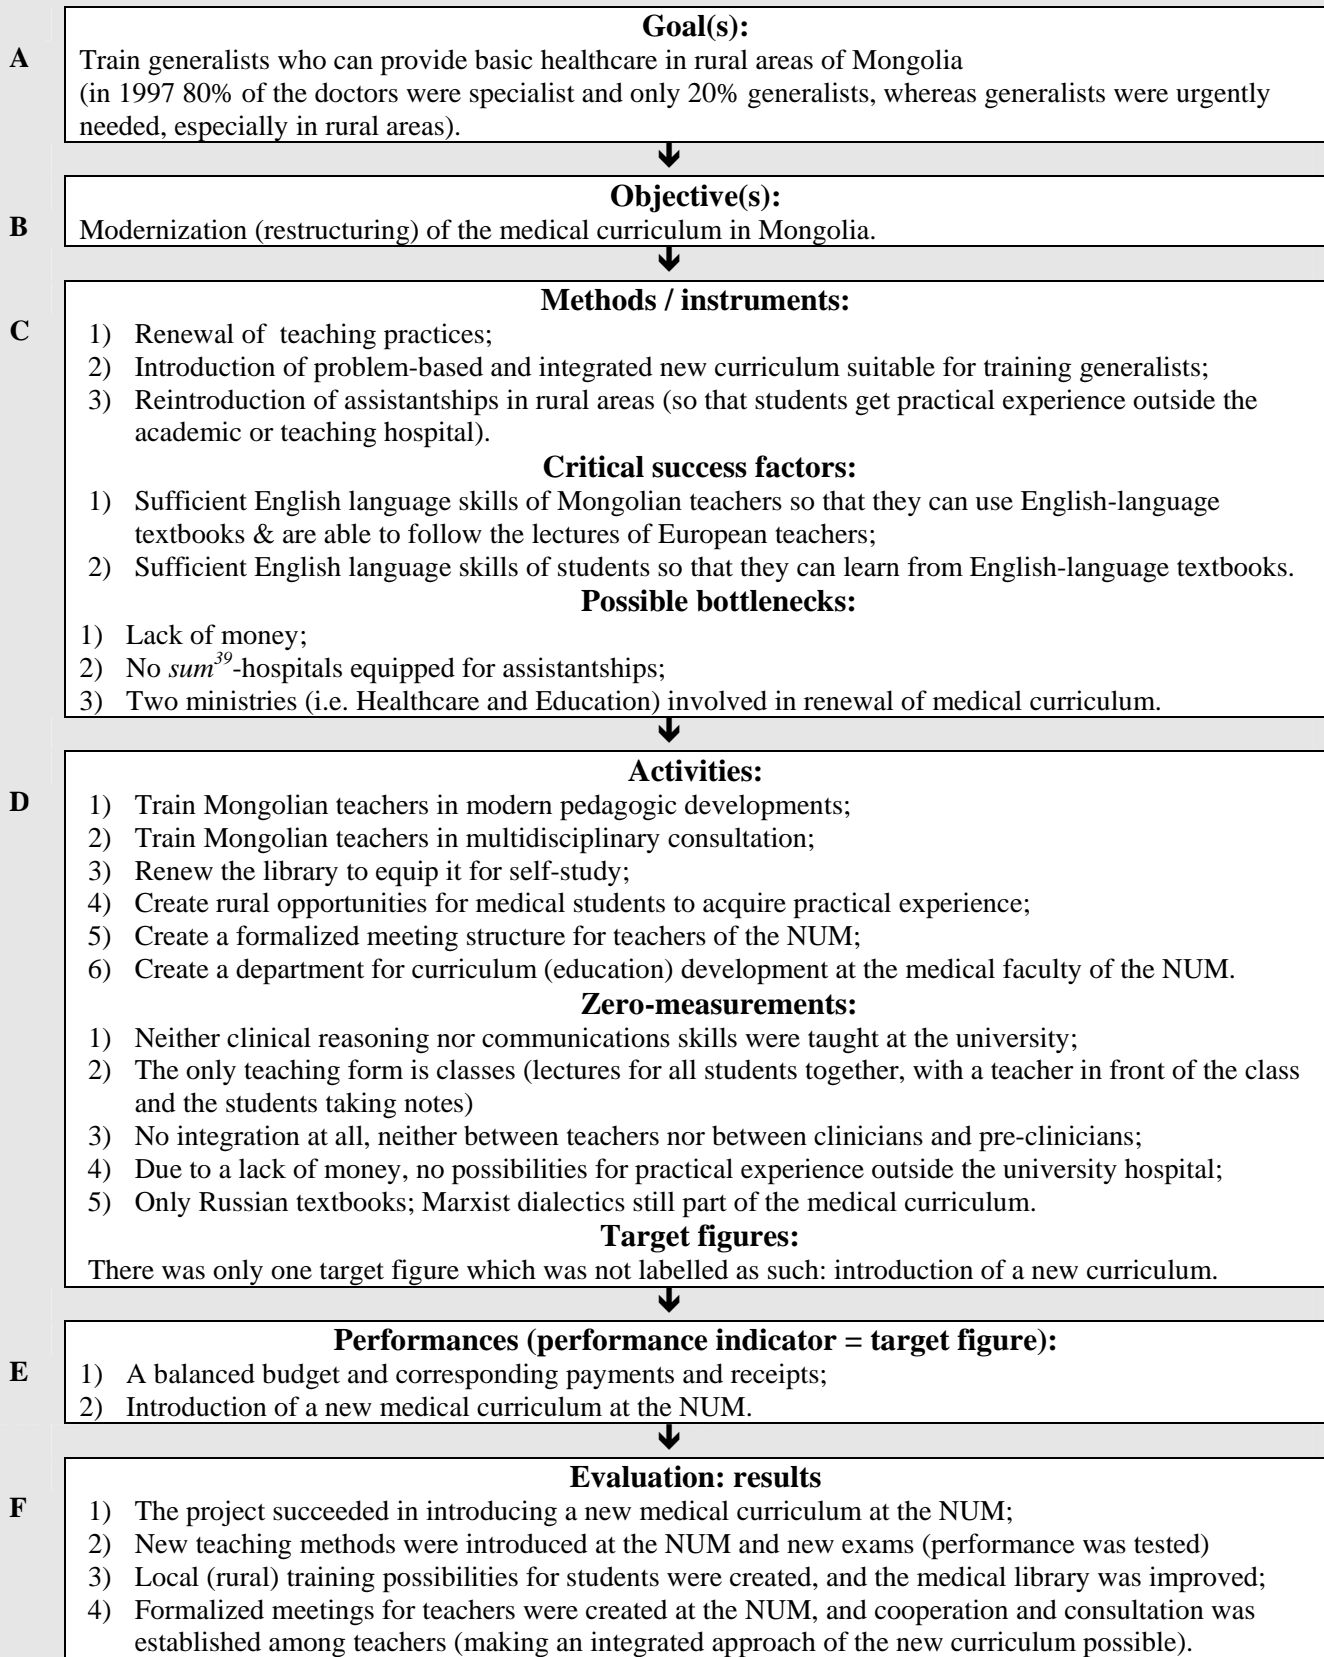 Goal(s):
A
Train generalists who can provide basic healthcare in rural areas of Mongolia
(in 1997 80% of the doctors were specialist and only 20% generalists, whereas generalists were urgently
needed, especially in rural areas).
Objective(s):
B
Modernization (restructuring) of the medical curriculum in Mongolia.
Methods / instruments:
C
1) Renewal of teaching practices;
2) Introduction of problem-based and integrated new curriculum suitable for training generalists;
3) Reintroduction of assistantships in rural areas (so that students get practical experience outside the
academic or teaching hospital).
Critical success factors:
1) Sufficient English language skills of Mongolian teachers so that they can use English-language
textbooks & are able to follow the lectures of European teachers;
2) Sufficient English language skills of students so that they can learn from English-language textbooks.
Possible bottlenecks:
1) Lack of money;
2) No sum39-hospitals equipped for assistantships;
3) Two ministries (i.e. Healthcare and Education) involved in renewal of medical curriculum.
Activities:
D
1) Train Mongolian teachers in modern pedagogic developments;
2) Train Mongolian teachers in multidisciplinary consultation;
3) Renew the library to equip it for self-study;
4) Create rural opportunities for medical students to acquire practical experience;
5) Create a formalized meeting structure for teachers of the NUM;
6) Create a department for curriculum (education) development at the medical faculty of the NUM.
Zero-measurements:
1) Neither clinical reasoning nor communications skills were taught at the university;
2) The only teaching form is classes (lectures for all students together, with a teacher in front of the class
and the students taking notes)
3) No integration at all, neither between teachers nor between clinicians and pre-clinicians;
4) Due to a lack of money, no possibilities for practical experience outside the university hospital;
5) Only Russian textbooks; Marxist dialectics still part of the medical curriculum.
Target figures:
There was only one target figure which was not labelled as such: introduction of a new curriculum.
Performances (performance indicator = target figure):
E
1) A balanced budget and corresponding payments and receipts;
2) Introduction of a new medical curriculum at the NUM.
Evaluation: results
F
1) The project succeeded in introducing a new medical curriculum at the NUM;
2) New teaching methods were introduced at the NUM and new exams (performance was tested)
3) Local (rural) training possibilities for students were created, and the medical library was improved;
4) Formalized meetings for teachers were created at the NUM, and cooperation and consultation was
established among teachers (making an integrated approach of the new curriculum possible).